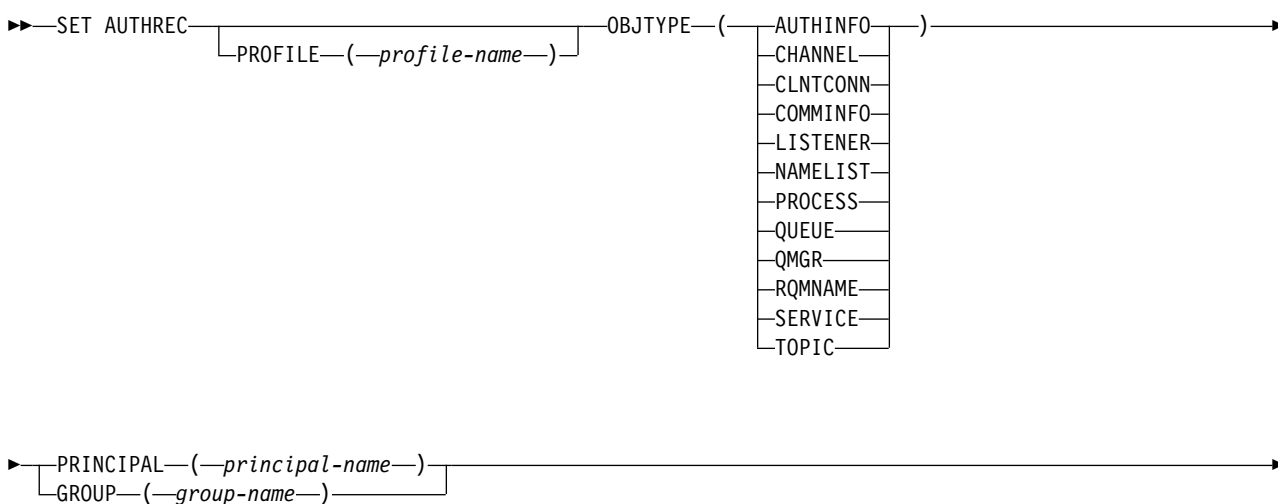 SET AUTHREC OBJTYPE ( AUTHINFO )
PROFILE ( profile-name ) CHANNEL
CLNTCONN
COMMINFO
LISTENER
NAMELIST
PROCESS
QUEUE
QMGR
RQMNAME
SERVICE
TOPIC
PRINCIPAL ( principal-name )
GROUP ( group-name )